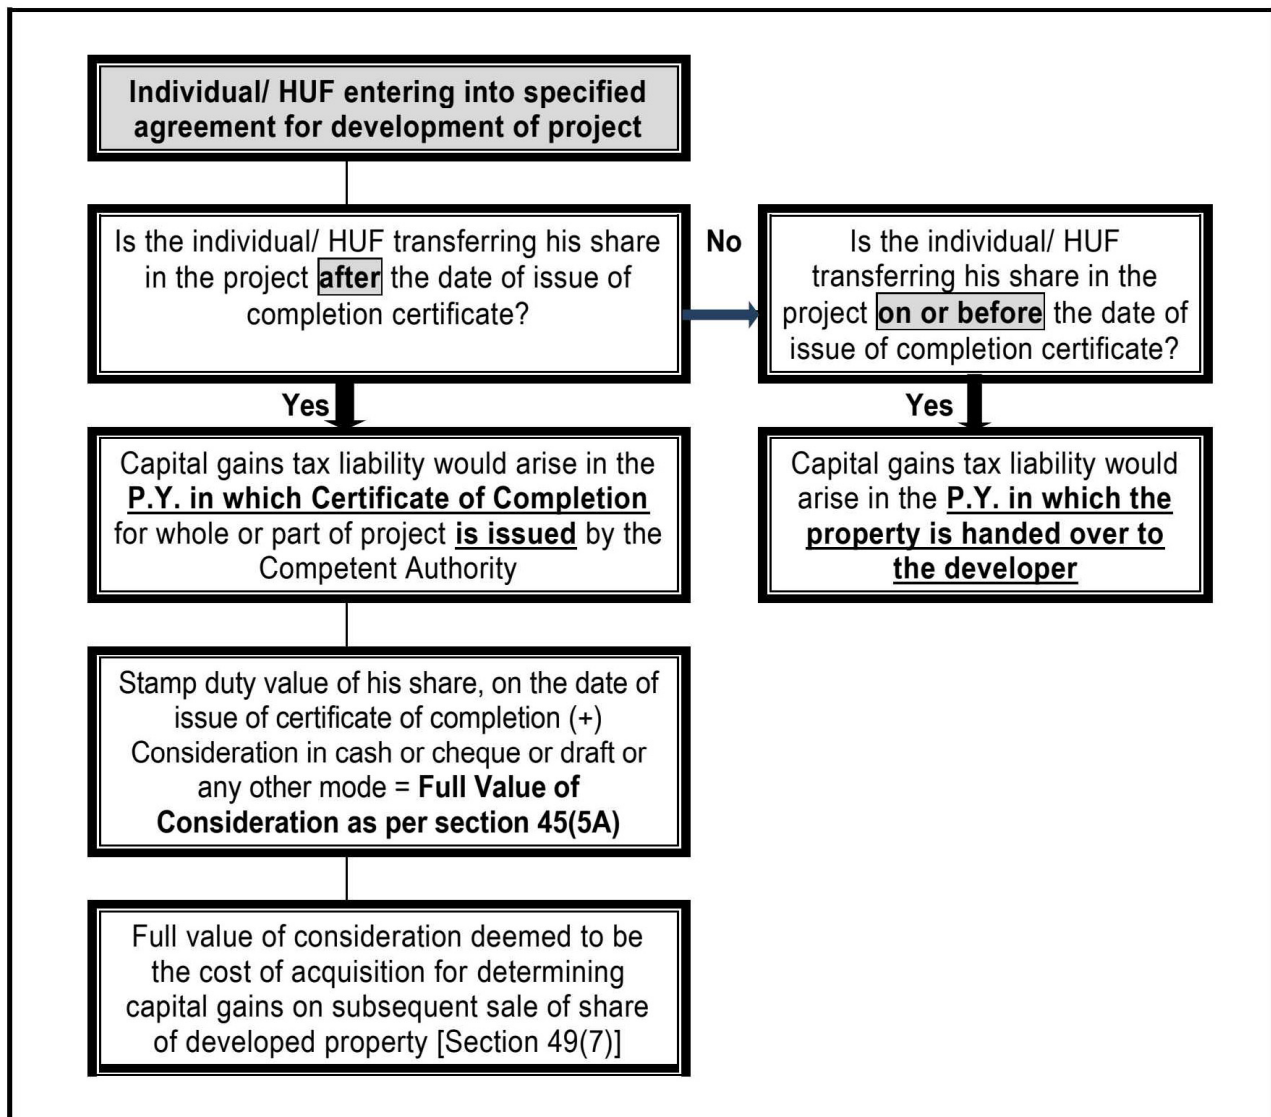 Individual/ HUF entering into specified
agreement for development of project
Is the individual/ HUF transferring his share
in the project after the date of issue of
completion certificate?
No
Is the individual/ HUF
transferring his share in the
project on or before the date of
issue of completion certificate?
Yes
Capital gains tax liability would arise in the
P.Y. in which Certificate of Completion
for whole or part of project is issued by the
Competent Authority
Yes
Capital gains tax liability would
arise in the P.Y. in which the
property is handed over to
the developer
Stamp duty value of his share, on the date of
issue of certificate of completion (+)
Consideration in cash or cheque or draft or
any other mode = Full Value of
Consideration as per section 45(5A)
Full value of consideration deemed to be
the cost of acquisition for determining
capital gains on subsequent sale of share
of developed property [Section 49(7)]